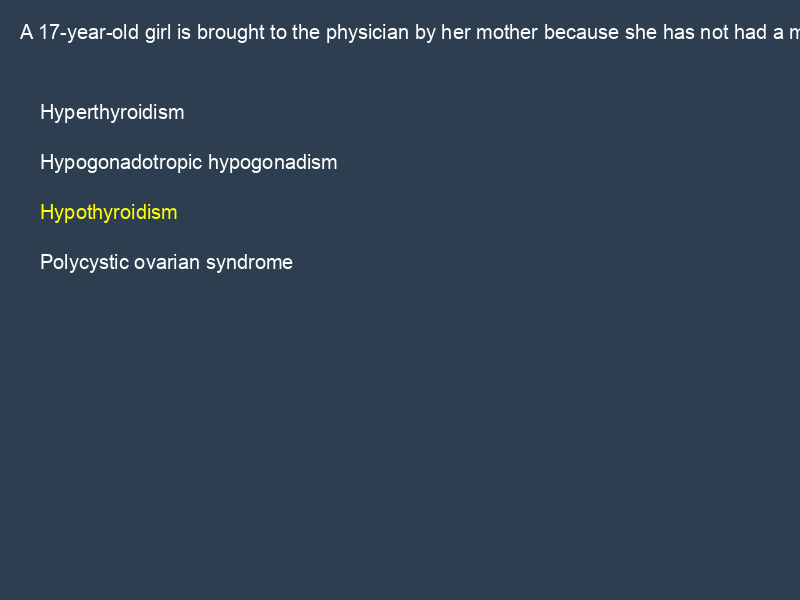 A 17-year-old girl is brought to the physician by her mother because she has not had a
Hyperthyroidism
Hypogonadotropic hypogonadism
Hypothyroidism
Polycystic ovarian syndrome